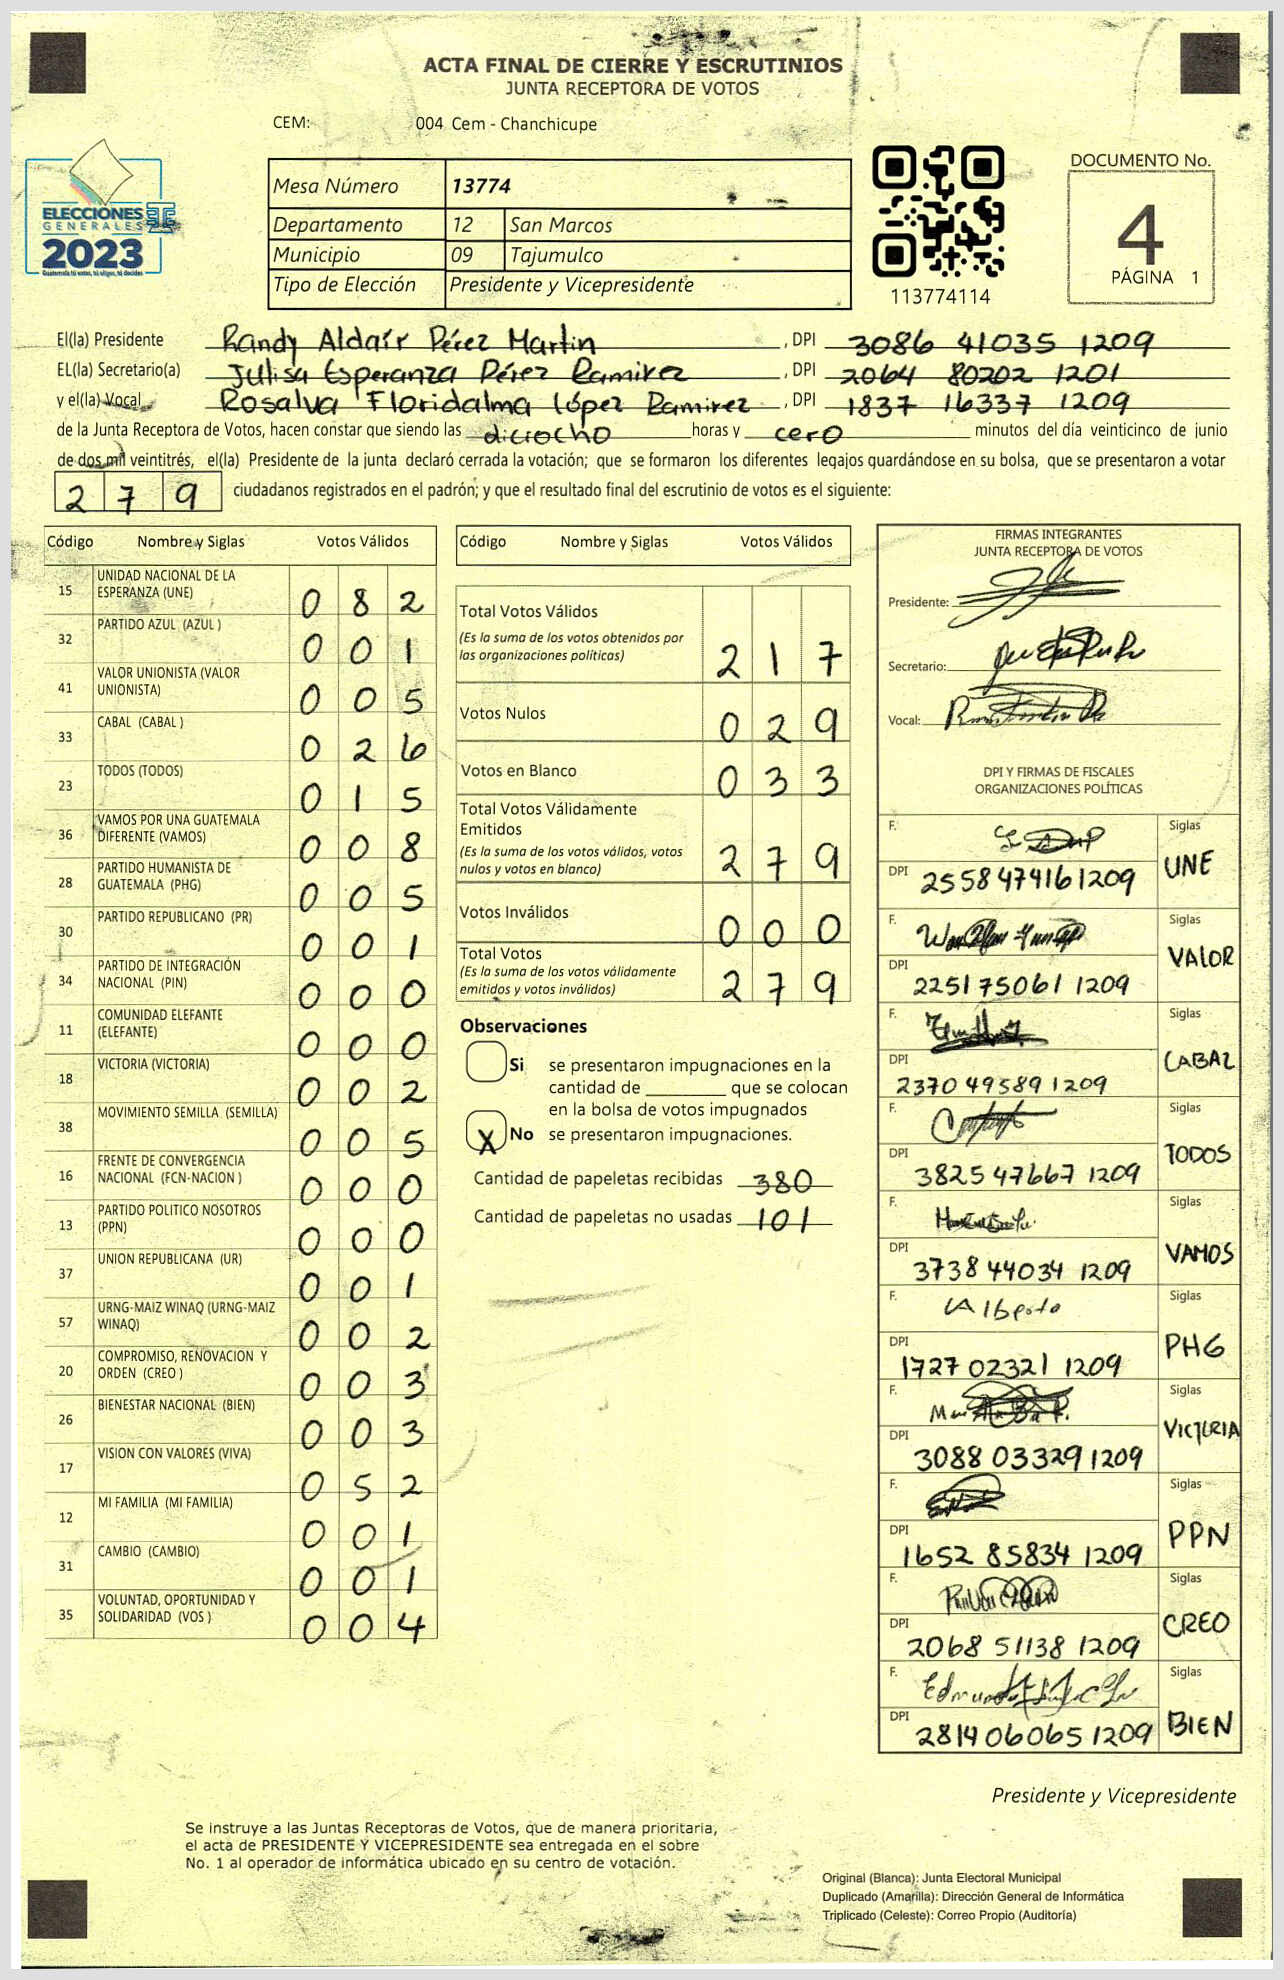 ACTA FINAL DE CIERRE Y ESCRUTINIOS
JUNTA RECEPTORA DE VOTOS
CEM: 004 Cem - Chanchicupe
ELECCIONES
GENERALES
2023
Guatemala tú votas, tú eliges, tú decides
Mesa Número 13774
Departamento 12 San Marcos
Municipio 09 Tajumulco
Tipo de Elección Presidente y Vicepresidente
113774114
DOCUMENTO No.
4
PÁGINA 1
El(la) Presidente Randy Aldair Pérez Martin , DPI 3086 41035 1209
EL(la) Secretario(a) Julisa Esperanza Pérez Ramirez , DPI 2064 80202 1201
y el(la) Vocal Rosalva Floridalma López Ramirez , DPI 1837 16337 1209
de la Junta Receptora de Votos, hacen constar que siendo las diciocho horas y cero minutos del día veinticinco de junio
de dos mil veintitrés, el(la) Presidente de la junta declaró cerrada la votación; que se formaron los diferentes legajos guardándose en su bolsa, que se presentaron a votar
279 ciudadanos registrados en el padrón; y que el resultado final del escrutinio de votos es el siguiente:
Código Nombre y Siglas Votos Válidos
15 UNIDAD NACIONAL DE LA ESPERANZA (UNE) 0 8 2
32 PARTIDO AZUL (AZUL ) 0 0 1
41 VALOR UNIONISTA (VALOR UNIONISTA) 0 0 5
33 CABAL (CABAL ) 0 2 6
23 TODOS (TODOS) 0 1 5
36 VAMOS POR UNA GUATEMALA DIFERENTE (VAMOS) 0 0 8
28 PARTIDO HUMANISTA DE GUATEMALA (PHG) 0 0 5
30 PARTIDO REPUBLICANO (PR) 0 0 1
34 PARTIDO DE INTEGRACIÓN NACIONAL (PIN) 0 0 0
11 COMUNIDAD ELEFANTE (ELEFANTE) 0 0 0
18 VICTORIA (VICTORIA) 0 0 2
38 MOVIMIENTO SEMILLA (SEMILLA) 0 0 5
16 FRENTE DE CONVERGENCIA NACIONAL (FCN-NACION ) 0 0 0
13 PARTIDO POLITICO NOSOTROS (PPN) 0 0 0
37 UNION REPUBLICANA (UR) 0 0 1
57 URNG-MAIZ WINAQ (URNG-MAIZ WINAQ) 0 0 2
20 COMPROMISO, RENOVACION Y ORDEN (CREO ) 0 0 3
26 BIENESTAR NACIONAL (BIEN) 0 0 3
17 VISION CON VALORES (VIVA) 0 5 2
12 MI FAMILIA (MI FAMILIA) 0 0 1
31 CAMBIO (CAMBIO) 0 0 1
35 VOLUNTAD, OPORTUNIDAD Y SOLIDARIDAD (VOS ) 0 0 4
Código Nombre y Siglas Votos Válidos
Total Votos Válidos
(Es la suma de los votos obtenidos por
las organizaciones políticas) 2 1 7
Votos Nulos 0 2 9
Votos en Blanco 0 3 3
Total Votos Válidamente
Emitidos
(Es la suma de los votos válidos, votos
nulos y votos en blanco) 2 7 9
Votos Inválidos 0 0 0
Total Votos
(Es la suma de los votos válidamente
emitidos y votos inválidos) 2 7 9
Observaciones
Si se presentaron impugnaciones en la
cantidad de ________ que se colocan
en la bolsa de votos impugnados
X No se presentaron impugnaciones.
Cantidad de papeletas recibidas 380
Cantidad de papeletas no usadas 101
FIRMAS INTEGRANTES
JUNTA RECEPTORA DE VOTOS
Presidente:
Secretario:
Vocal:
DPI Y FIRMAS DE FISCALES
ORGANIZACIONES POLÍTICAS
F. Siglas
DPI 2558 47416 1209 UNE
F. Siglas
DPI 2251 75061 1209 VALOR
F. Siglas
DPI 2370 49589 1209 CABAL
F. Siglas
DPI 3825 47667 1209 TODOS
F. Siglas
DPI 3738 44034 1209 VAMOS
F. Siglas
DPI 1727 02321 1209 PHG
F. Siglas
DPI 3088 03329 1209 VICTORIA
F. Siglas
DPI 1652 85834 1209 PPN
F. Siglas
DPI 2068 51138 1209 CREO
F. Siglas
DPI 2814 06065 1209 BIEN
Presidente y Vicepresidente
Se instruye a las Juntas Receptoras de Votos, que de manera prioritaria,
el acta de PRESIDENTE Y VICEPRESIDENTE sea entregada en el sobre
No. 1 al operador de informática ubicado en su centro de votación.
Original (Blanca): Junta Electoral Municipal
Duplicado (Amarilla): Dirección General de Informática
Triplicado (Celeste): Correo Propio (Auditoría)